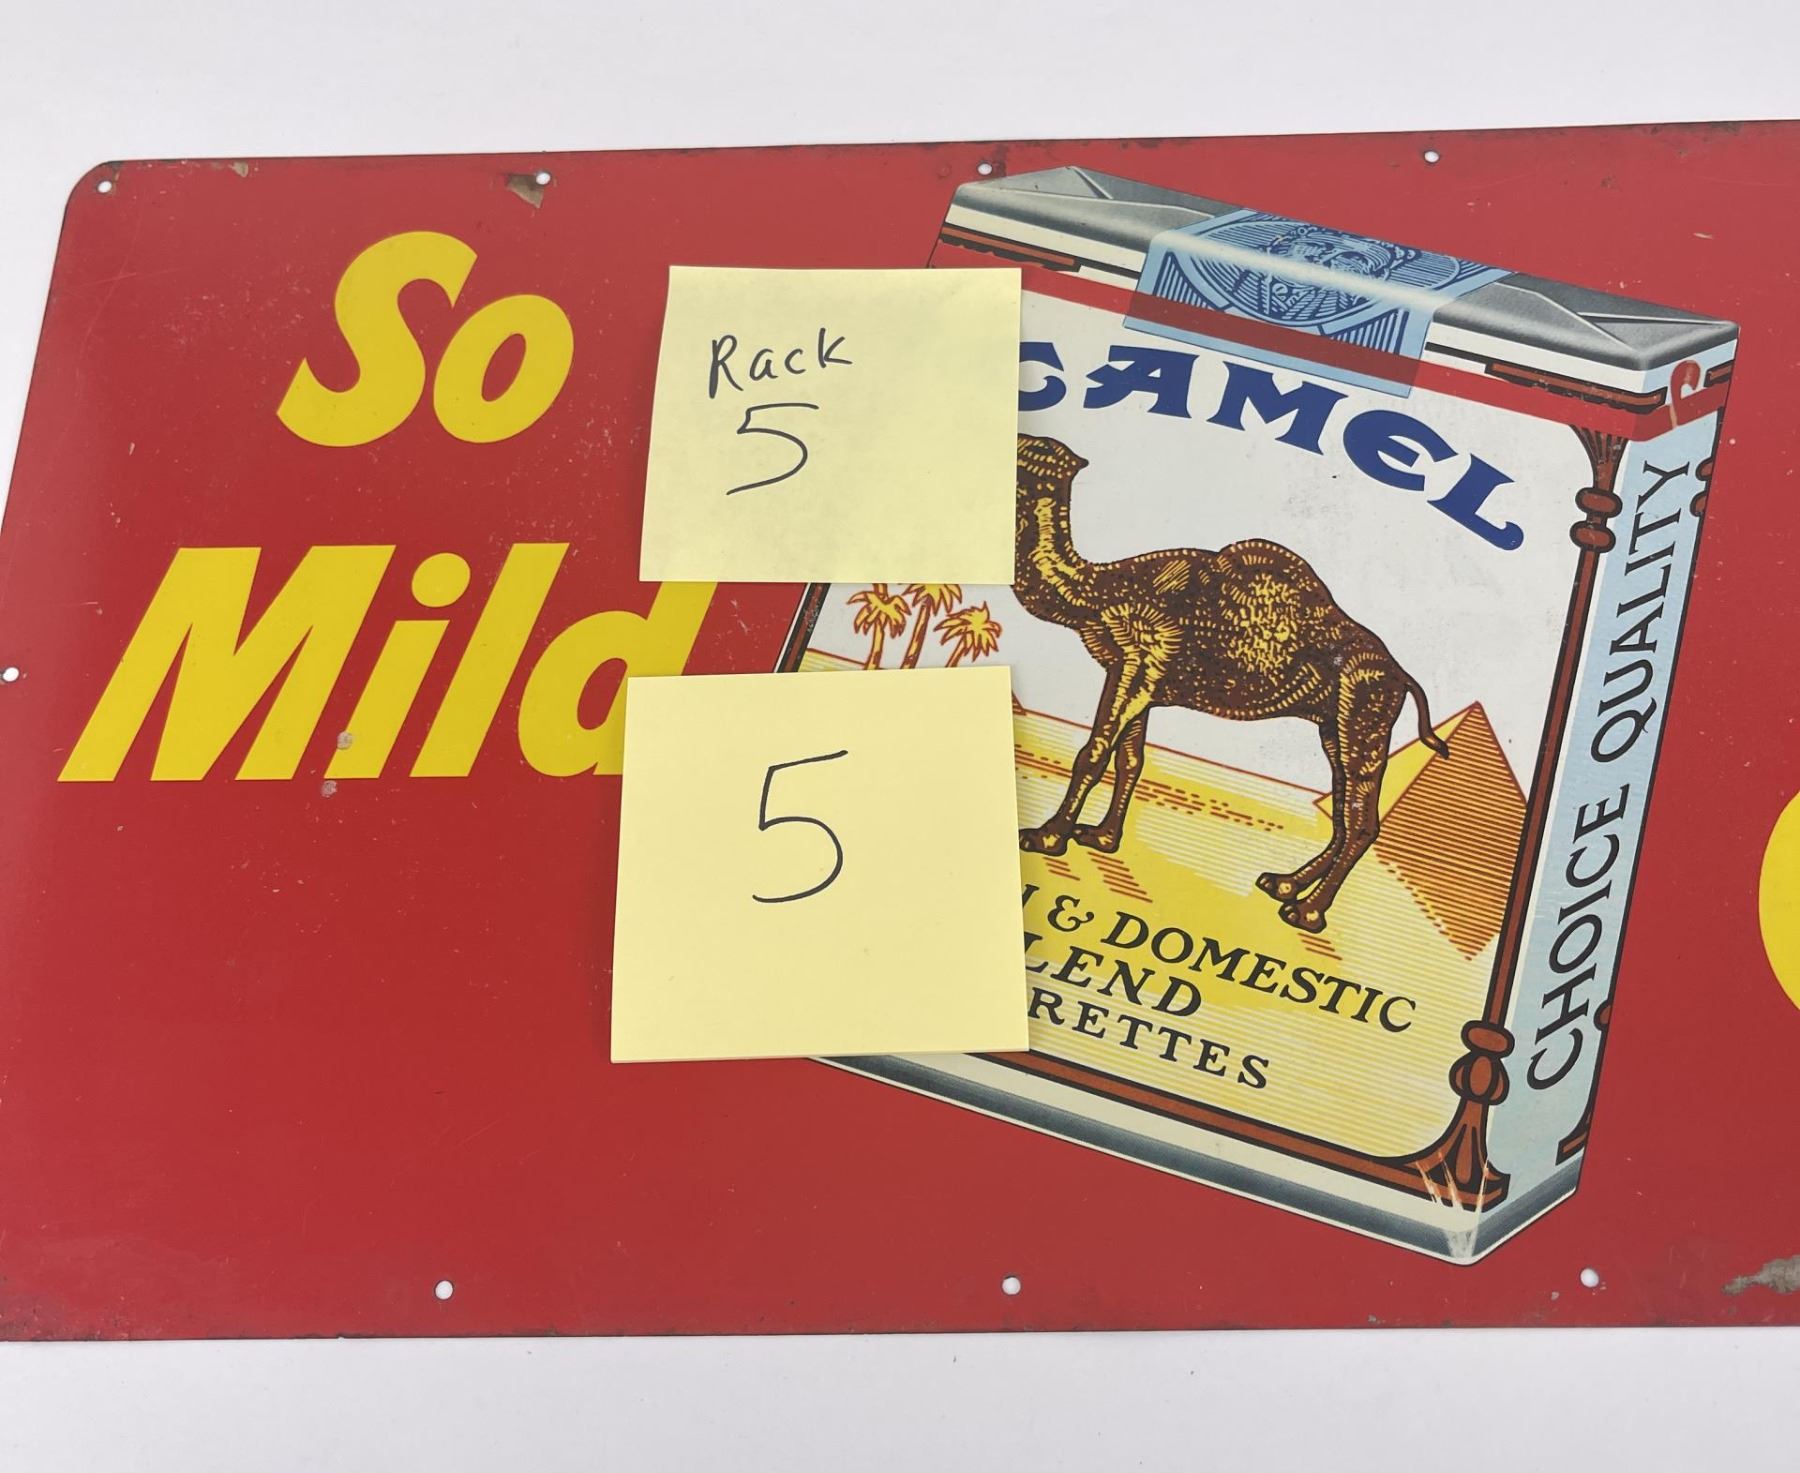 So
Mild
Rack
5
5
CAMEL
& DOMESTIC
LEND
RETTES
CHOICE QUALITY